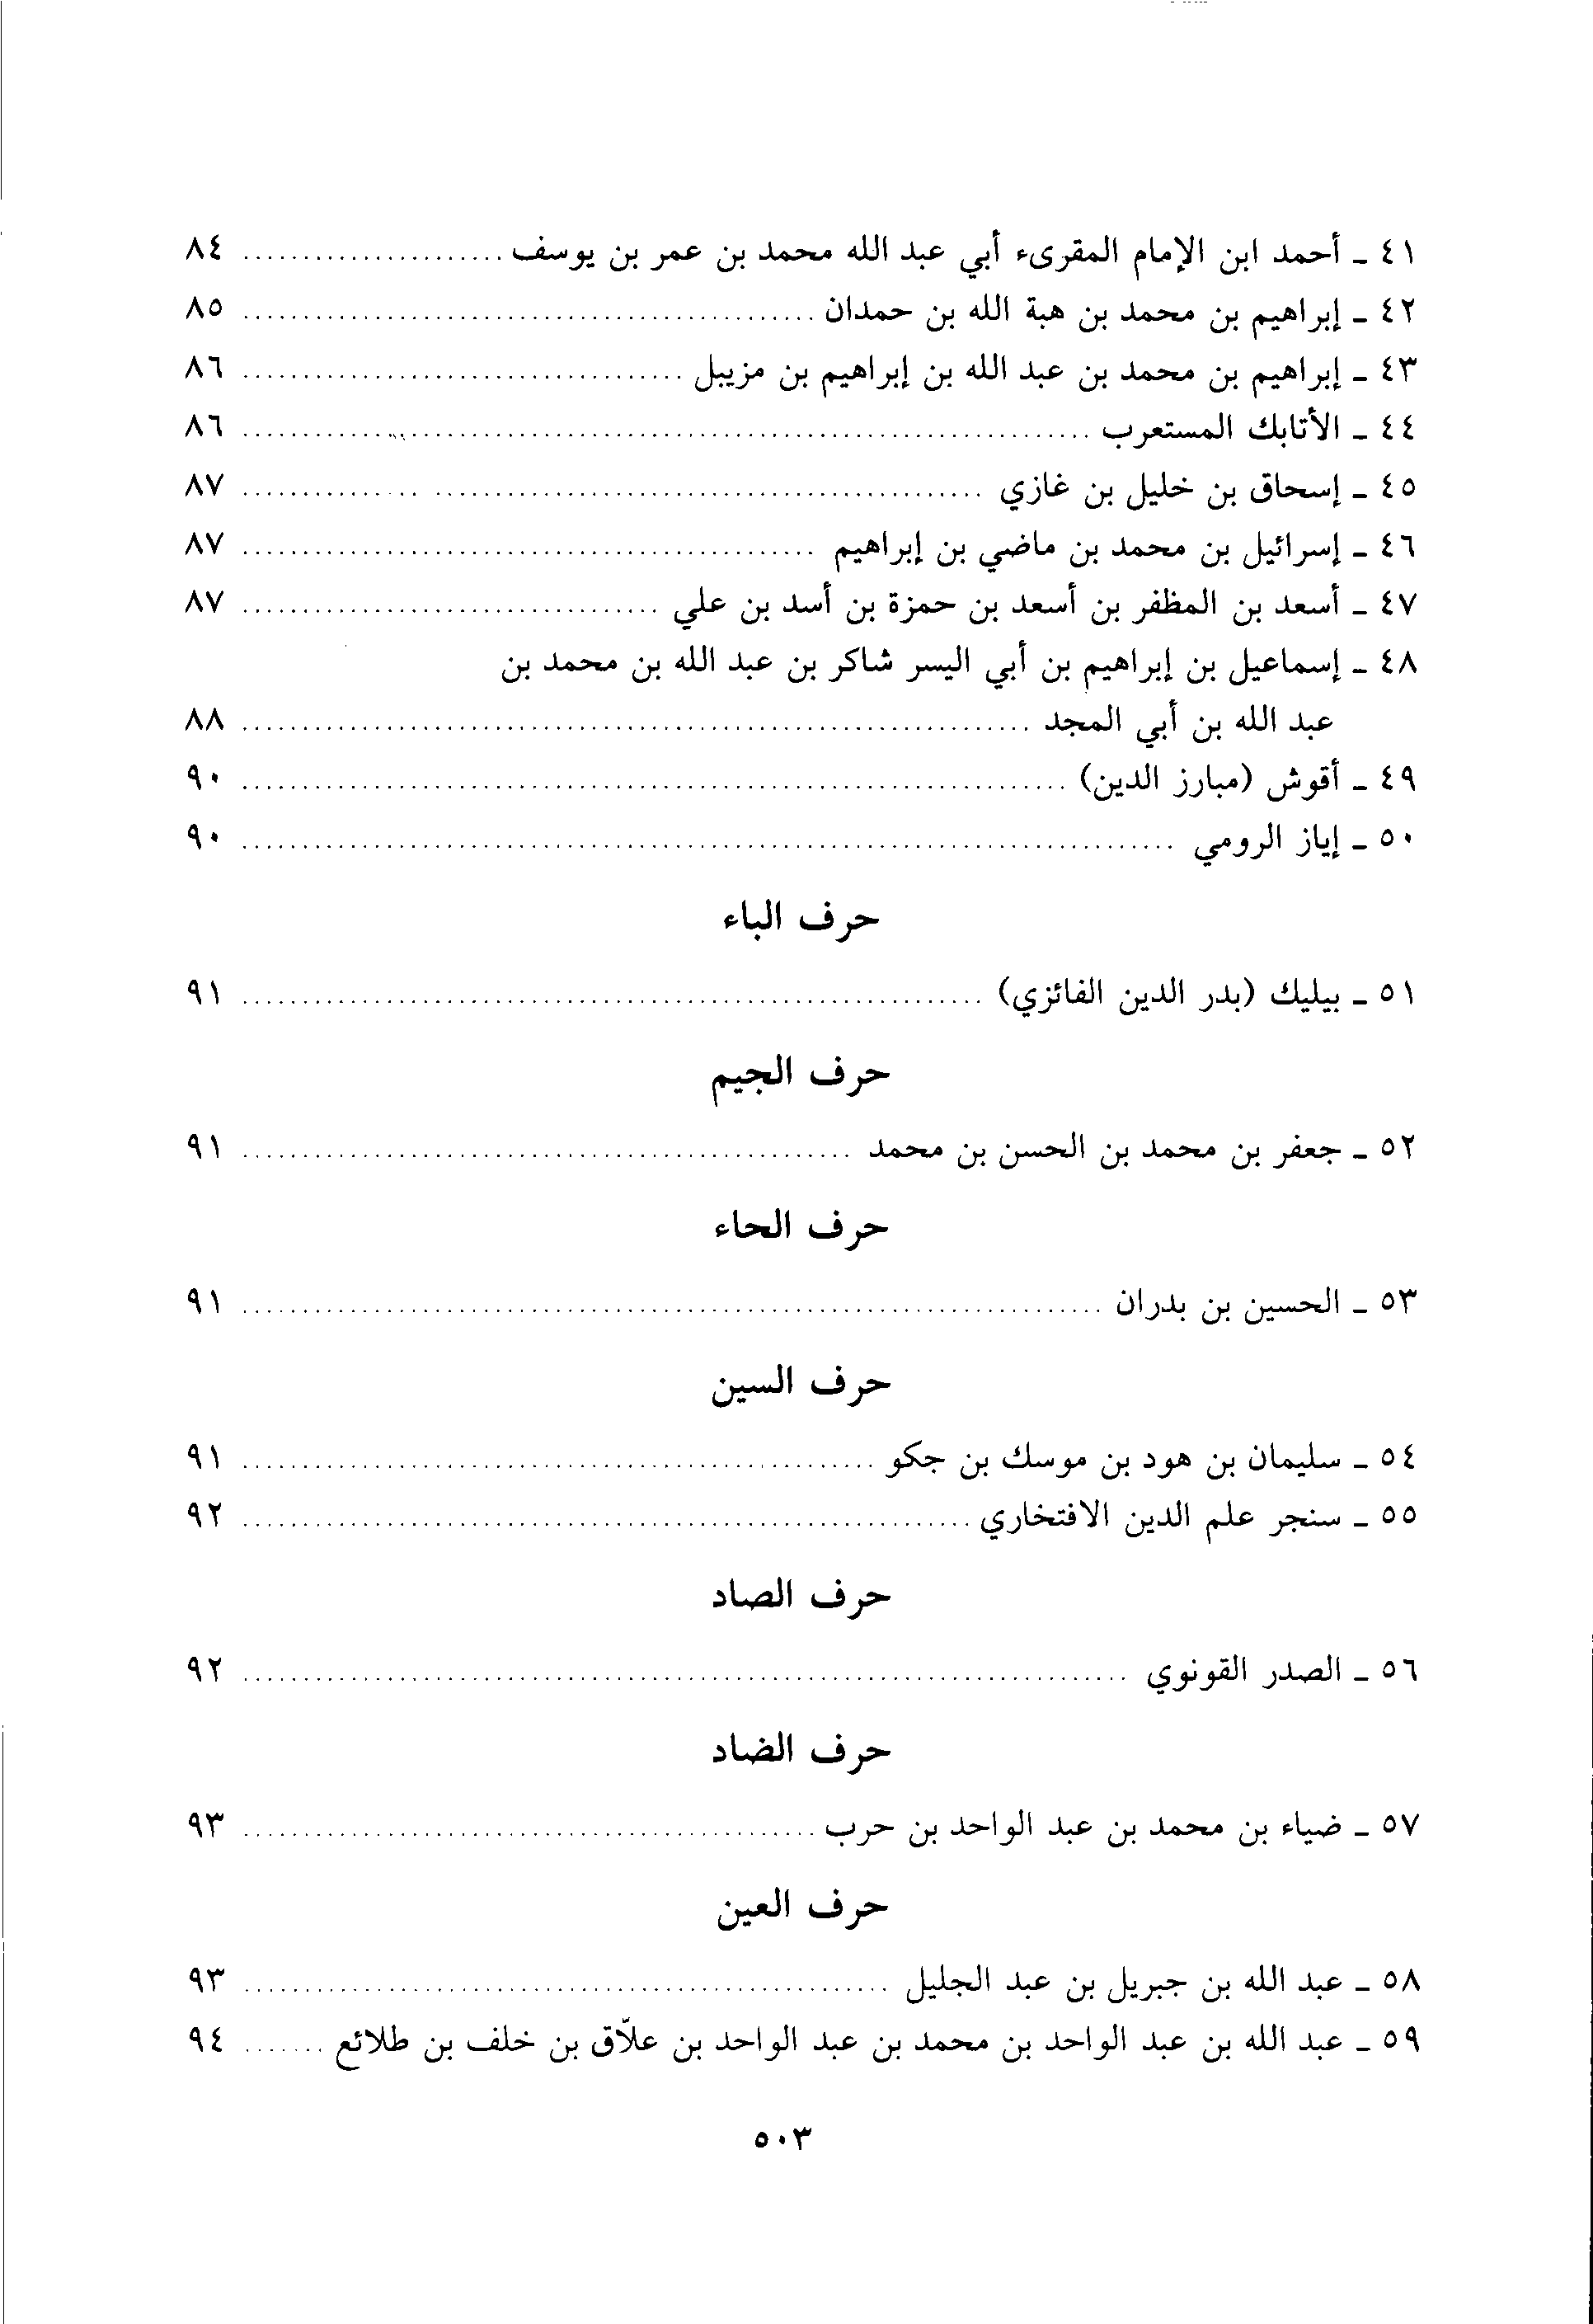 ٤١ - أحمد ابن الإمام المقرىء أبي عبد الله محمد بن عمر بن يوسف ...................... ٨٤
٤٢ - إبراهيم بن محمد بن هبة الله بن حمدان ...................... ٨٥
٤٣ - إبراهيم بن محمد بن عبد الله بن إبراهيم بن مزيبل ...................... ٨٦
٤٤ - الأتابك المستعرب ...................... ٨٦
٤٥ - إسحاق بن خليل بن غازي ...................... ٨٧
٤٦ - إسرائيل بن محمد بن ماضي بن إبراهيم ...................... ٨٧
٤٧ - أسعد بن المظفر بن أسعد بن حمزة بن أسد بن علي ...................... ٨٧
٤٨ - إسماعيل بن إبراهيم بن أبي اليسر شاكر بن عبد الله بن محمد بن
عبد الله بن أبي المجد ...................... ٨٨
٤٩ - أقوش (مبارز الدين) ...................... ٩٠
٥٠ - إياز الرومي ...................... ٩٠
حرف الباء
٥١ - بيليك (بدر الدين الفائزي) ...................... ٩١
حرف الجيم
٥٢ - جعفر بن محمد بن الحسن بن محمد ...................... ٩١
حرف الحاء
٥٣ - الحسين بن بدران ...................... ٩١
حرف السين
٥٤ - سليمان بن هود بن موسك بن جكو ...................... ٩١
٥٥ - سنجر علم الدين الافتخاري ...................... ٩٢
حرف الصاد
٥٦ - الصدر القونوي ...................... ٩٢
حرف الضاد
٥٧ - ضياء بن محمد بن عبد الواحد بن حرب ...................... ٩٣
حرف العين
٥٨ - عبد الله بن جبريل بن عبد الجليل ...................... ٩٣
٥٩ - عبد الله بن عبد الواحد بن محمد بن عبد الواحد بن علاّق بن خلف بن طلائع ....... ٩٤
٥٠٣